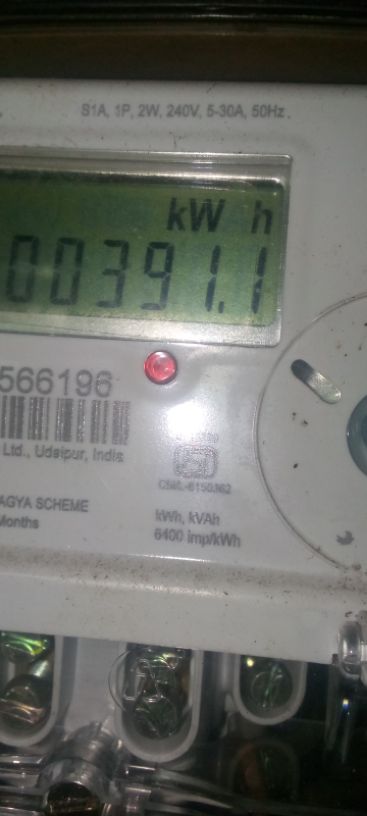 S1A, 1P, 2W, 240V, 5-30A, 50Hz.
kW h
00391.1
566196
Ltd., Udaipur, India
AGYA SCHEME
Months
kWh, kVAh
6400 imp/kWh